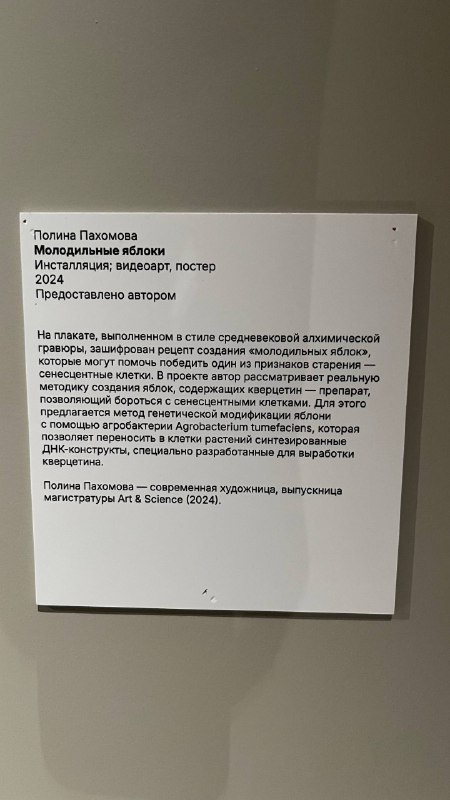 Полина Пахомова
Молодильные яблоки
Инсталляция; видеоарт, постер
2024
Предоставлено автором
На плакате, выполненном в стиле средневековой алхимической
гравюры, зашифрован рецепт создания «молодильных яблок»,
которые могут помочь победить один из признаков старения —
сенесцентные клетки. В проекте автор рассматривает реальную
методику создания яблок, содержащих кверцетин — препарат,
позволяющий бороться с сенесцентными клетками. Для этого
предлагается метод генетической модификации яблони
с помощью агробактерии Agrobacterium tumefaciens, которая
позволяет переносить в клетки растений синтезированные
ДНК-конструкты, специально разработанные для выработки
кверцетина.
Полина Пахомова — современная художница, выпускница
магистратуры Art & Science (2024).